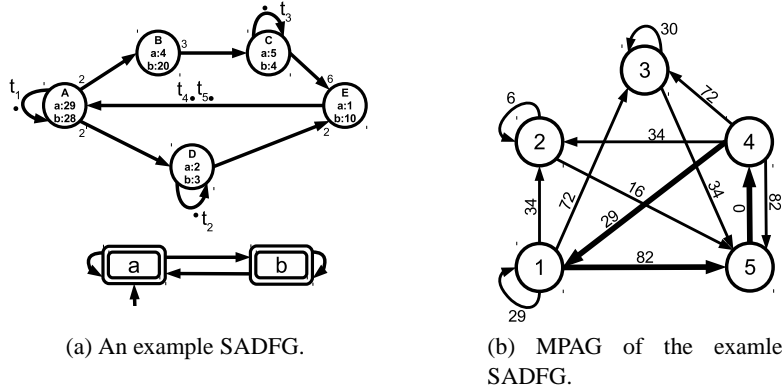 B
a:4
b:20
C
a:5
b:4
t3
A
a:29
b:28
t1
2
3
6
t4 t5
E
a:1
b:10
2
2
D
a:2
b:3
t2
a
b
(a) An example SADFG.
30
3
6
2
72
4
34
34
72
16
34
82
29
0
1
82
5
29
(b) MPAG of the examle
SADFG.